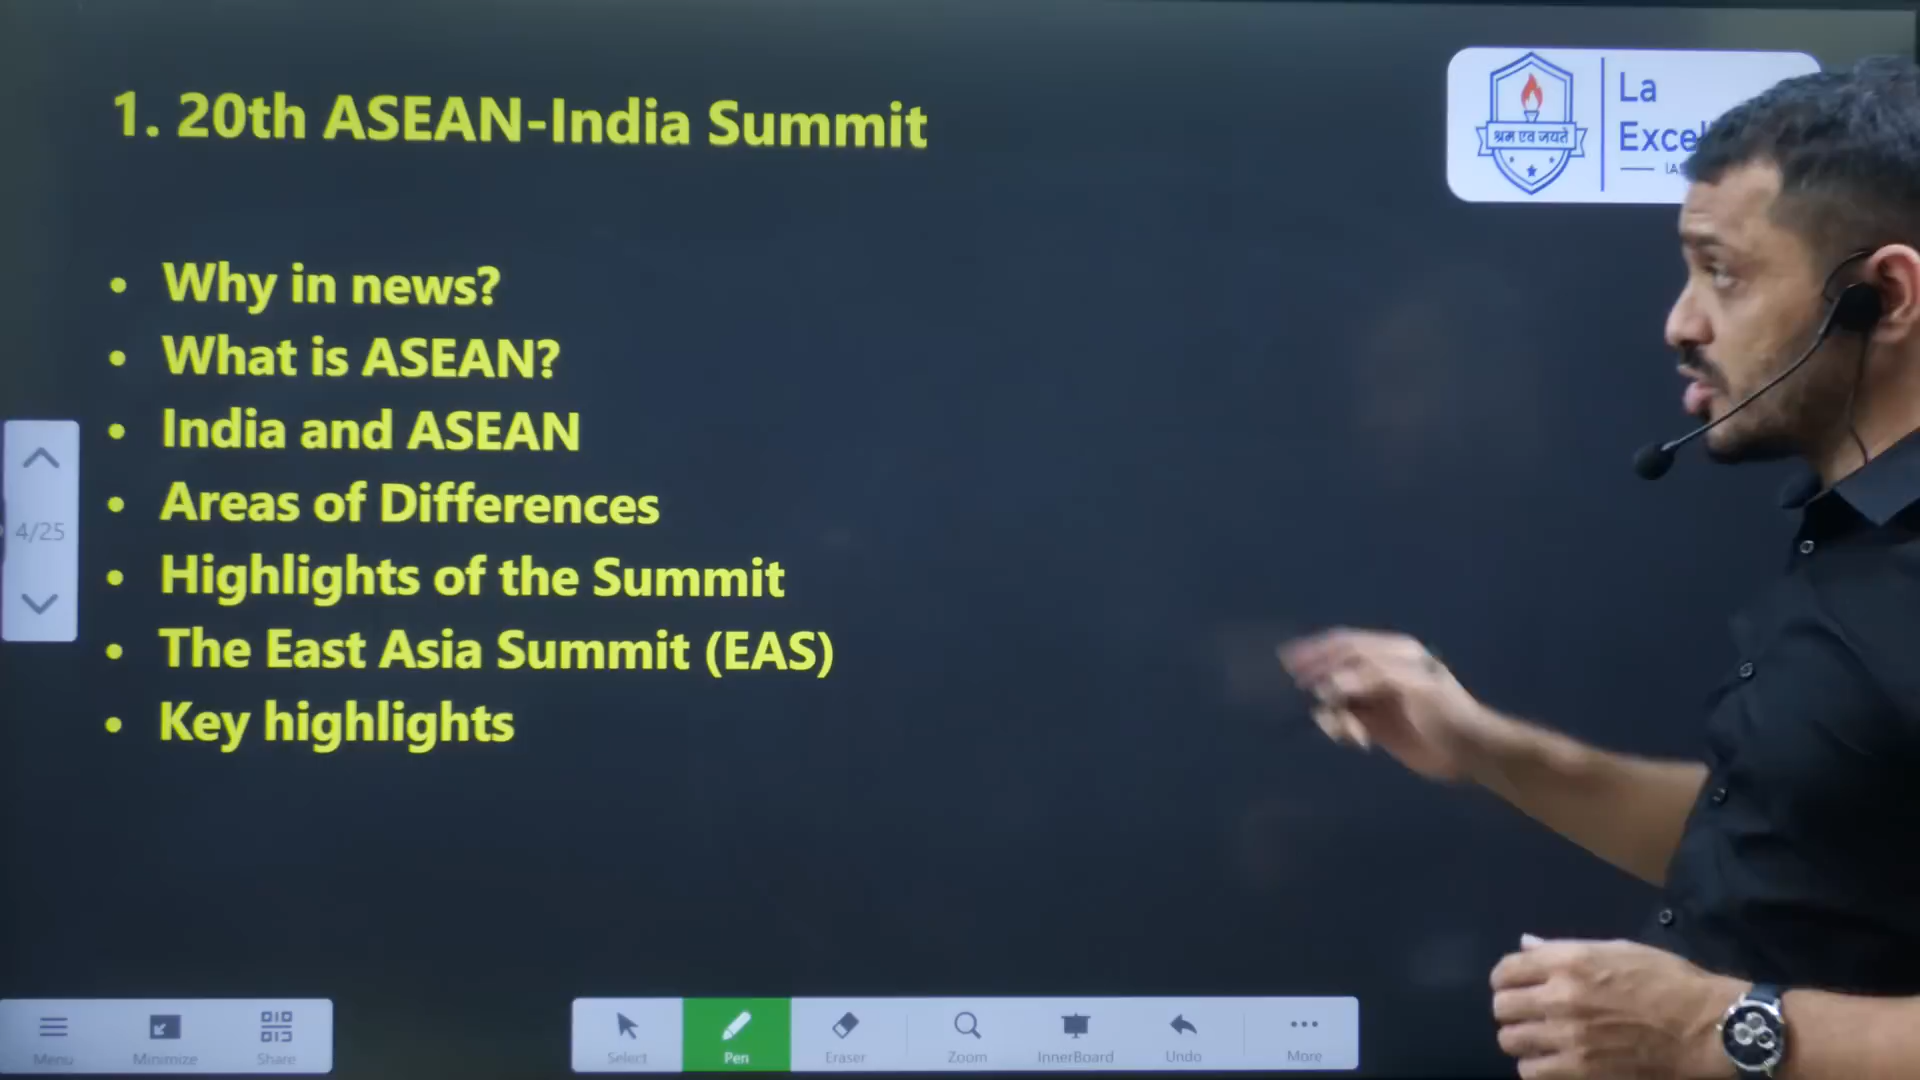 1. 20th ASEAN-India Summit
La
श्रम एव जयते
• Why in news?
• What is ASEAN?
• India and ASEAN
• Areas of Differences
• Highlights of the Summit
• The East Asia Summit (EAS)
• Key highlights
4/25
Menu Minimize Share
Select Pen Eraser Zoom InnerBoard Undo More